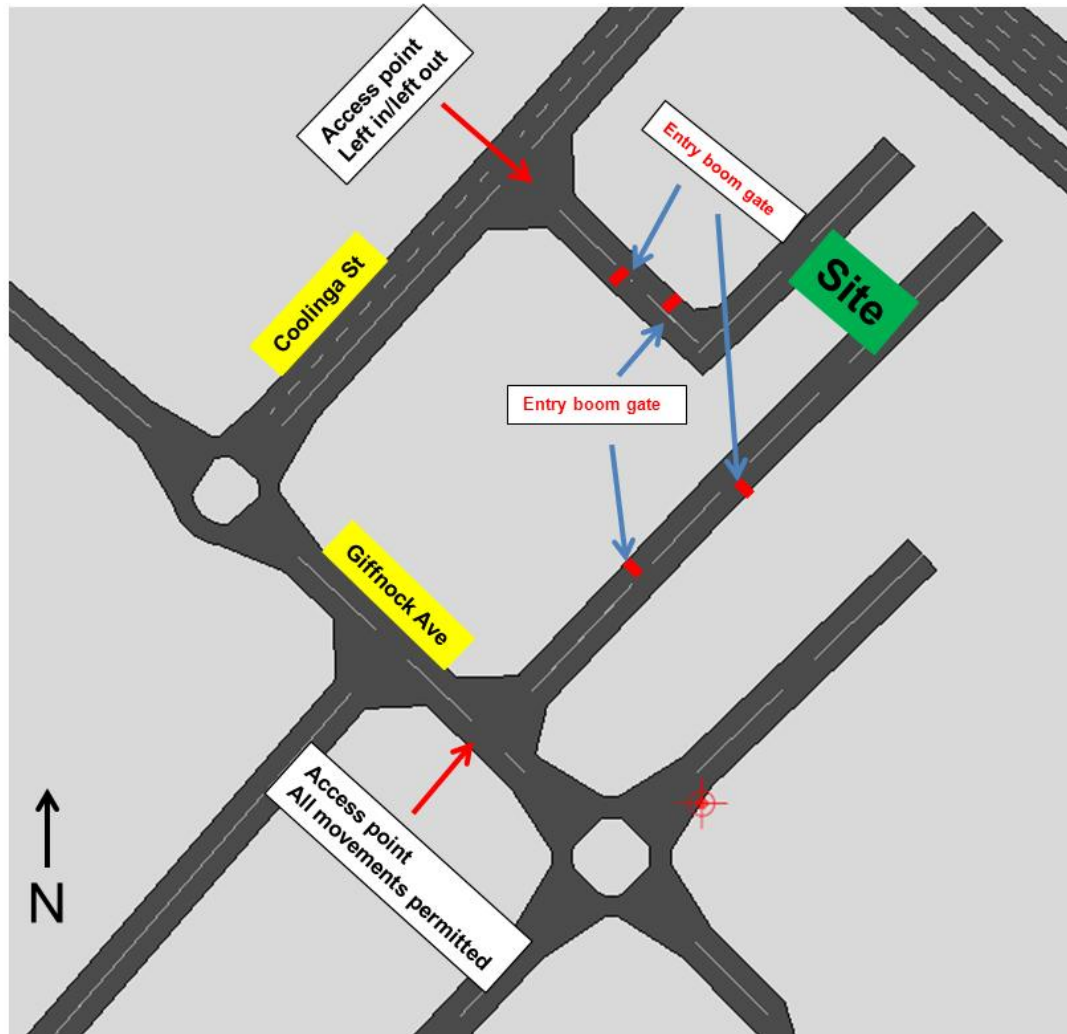 Access point
Left in/left out
Entry boom gate
Site
Coolinga St
Entry boom gate
Giffnock Ave
Access point
All movements permitted
N